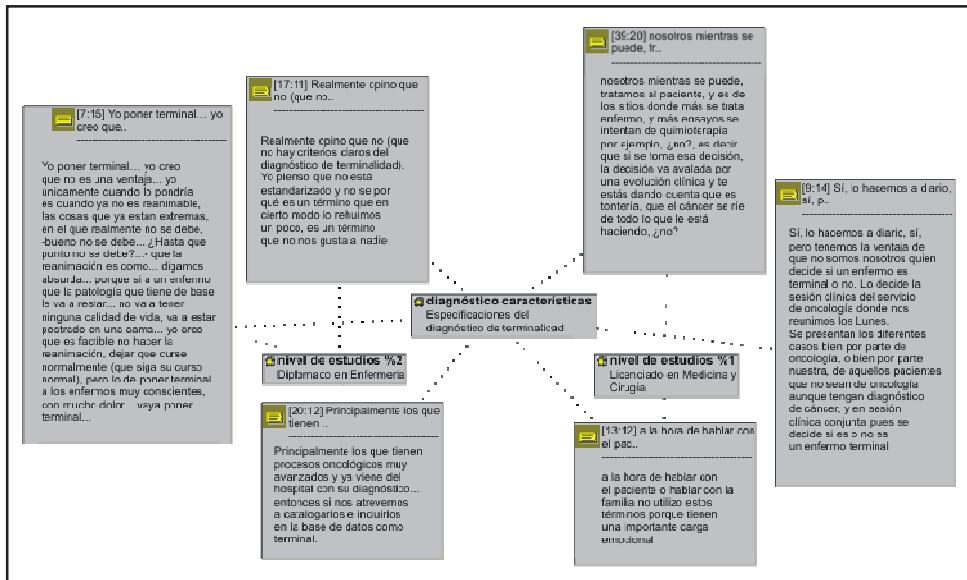 [7:15] Yo poner terminal... yo
creo que..
Yo poner terminal.... yo creo
que no es una ventaja... yo
unicamente cuando lo pondría
es cuando ya no es reanimable,
las cosas que ya estan extremas,
en el que realmente no se debe,
-bueno no se debe... ¿Hasta que
punto no se debe?...- que la
reanimación es como... digamos
absurda... porque si a un enfermo
que la patología que tiene de base
le va a restar... no va a tener
ninguna calidad de vida, va a estar
postrado en una cama... yo creo
que es factible no hacer la
reanimación, dejar que curse
normalmente (que siga su curso
normal), pero lo de poner terminal
a los enfermos muy conscientes,
con mucho dolor... vaya poner
terminal...
[17:11] Realmente opino que
no (que no..
Realmente opino que no (que
no hay criterios claros del
diagnóstico de terminalidad).
Yo pienso que no está
estandarizado y no se por
qué es un término que en
cierto modo lo rehuimos
un poco, es un término
que no nos gusta a nadie
[39:20] nosotros mientras se
puede, tr..
nosotros mientras se puede,
tratamos al paciente, y es de
los sitios donde más se trata
enfermo, y más ensayos se
intentan de quimioterapia
por ejemplo, ¿no?, es decir
que si se toma esa decisión,
la decisión va avalada por
una evolución clínica y te
estás dando cuenta que es
tontería, que el cáncer se ríe
de todo lo que le está
haciendo, ¿no?
[9:14] Sí, lo hacemos a diario,
sí, p..
Sí, lo hacemos a diario, sí,
pero tenemos la ventaja de
que no somos nosotros quien
decide si un enfermo es
terminal o no. Lo decide la
sesión clínica del servicio
de oncología donde nos
reunimos los Lunes.
Se presentan los diferentes
casos bien por parte de
oncología, o bien por parte
nuestra, de aquellos pacientes
que no sean de oncología
aunque tengan diagnóstico
de cáncer, y en sesión
clínica conjunta pues se
decide si es o no es
un enfermo terminal
diagnóstico características
Especificaciones del
diagnóstico de terminalidad
nivel de estudios %2
Diplomado en Enfermería
nivel de estudios %1
Licenciado en Medicina y
Cirugía
[20:12] Principalmente los que
tienen..
Principalmente los que tienen
procesos oncológicos muy
avanzados y ya viene del
hospital con su diagnóstico...
entonces si nos atrevemos
a catalogarlos e incluirlos
en la base de datos como
terminal.
[13:12] a la hora de hablar con
el pac..
a la hora de hablar con
el paciente o hablar con la
familia no utilizo estos
términos porque tienen
una importante carga
emocional